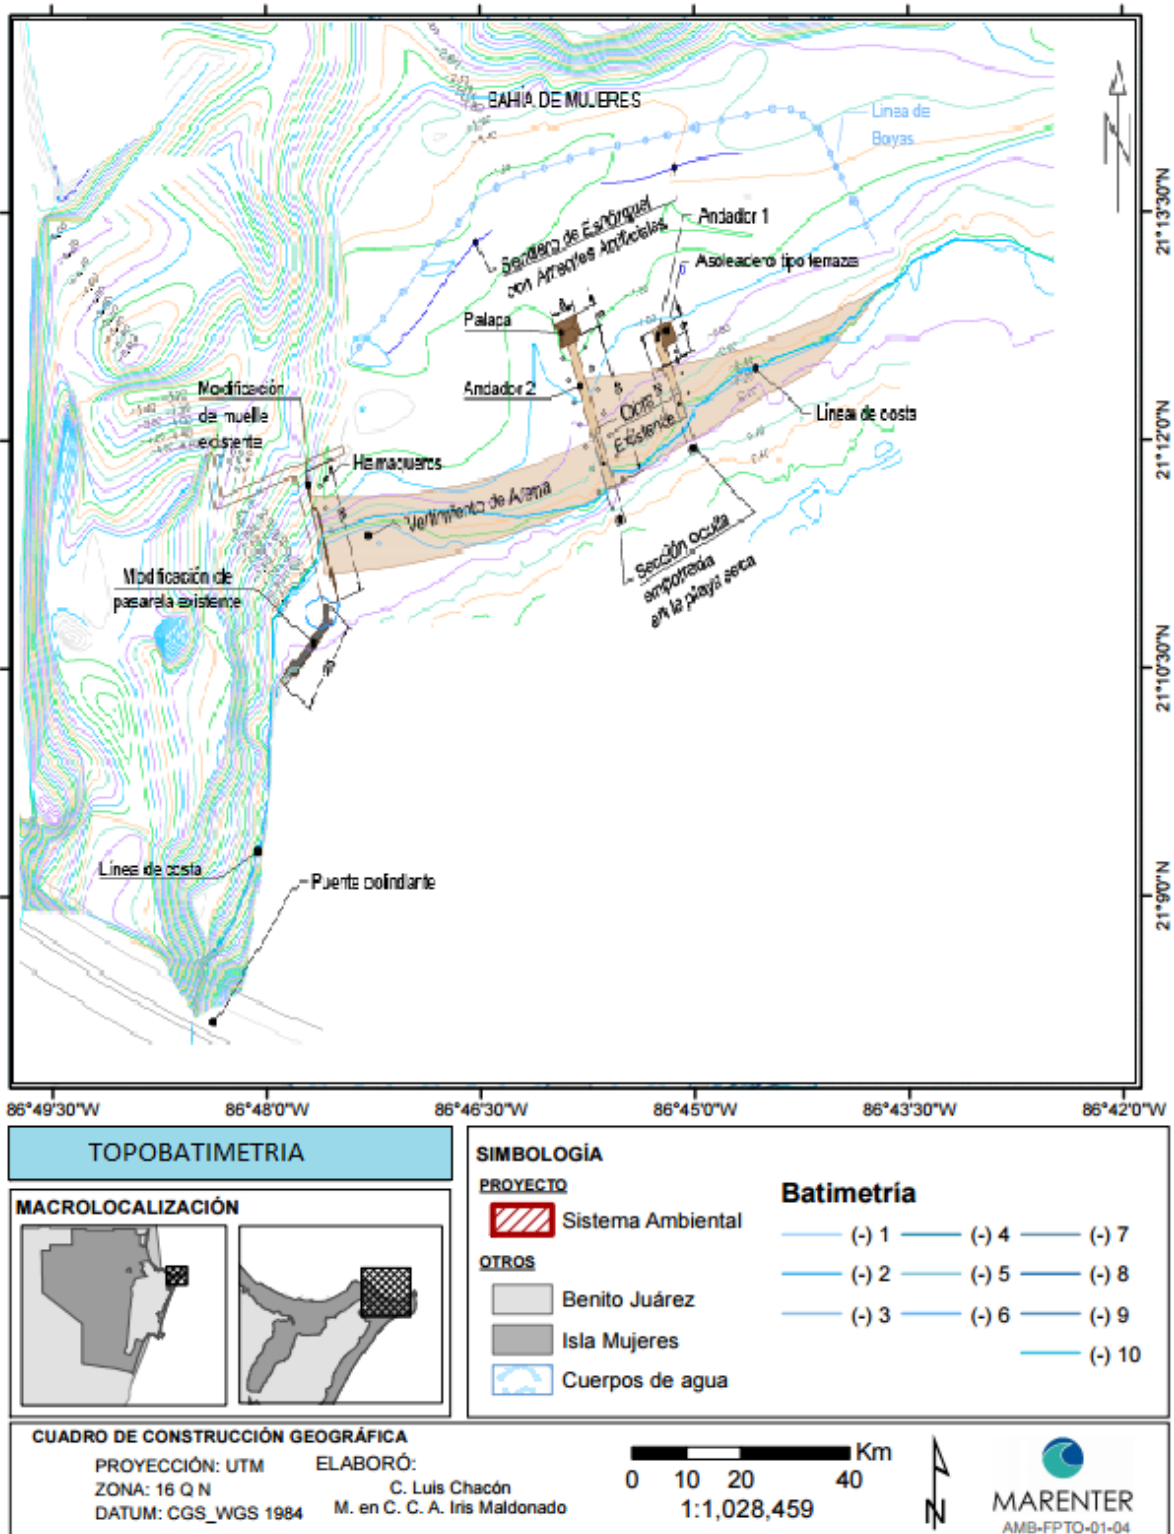 BAHÍA DE MUJERES
Línea de
Boyas
Sendero de Esnórquel
con Arrecifes Artificiales
Andador 1
Asoleadero tipo terraza
Palapa
Andador 2
Modificación
de muelle
existente
Hamaqueros
Obra
Existente
Línea de costa
Vertimiento de Arena
Modificación de
pasarela existente
Sección oculta
empotrada
en la playa seca
Línea de costa
Puente colindante
21°13'30"N
21°12'0"N
21°10'30"N
21°9'0"N
86°49'30"W
86°48'0"W
86°46'30"W
86°45'0"W
86°43'30"W
86°42'0"W
TOPOBATIMETRIA
MACROLOCALIZACIÓN
SIMBOLOGÍA
PROYECTO
Sistema Ambiental
OTROS
Benito Juárez
Isla Mujeres
Cuerpos de agua
Batimetría
(-) 1
(-) 4
(-) 7
(-) 2
(-) 5
(-) 8
(-) 3
(-) 6
(-) 9
(-) 10
CUADRO DE CONSTRUCCIÓN GEOGRÁFICA
PROYECCIÓN: UTM
ZONA: 16 Q N
DATUM: CGS_WGS 1984
ELABORÓ:
C. Luis Chacón
M. en C. C. A. Iris Maldonado
Km
0 10 20 40
1:1,028,459
N
MARENTER
AMB-FPTO-01-04